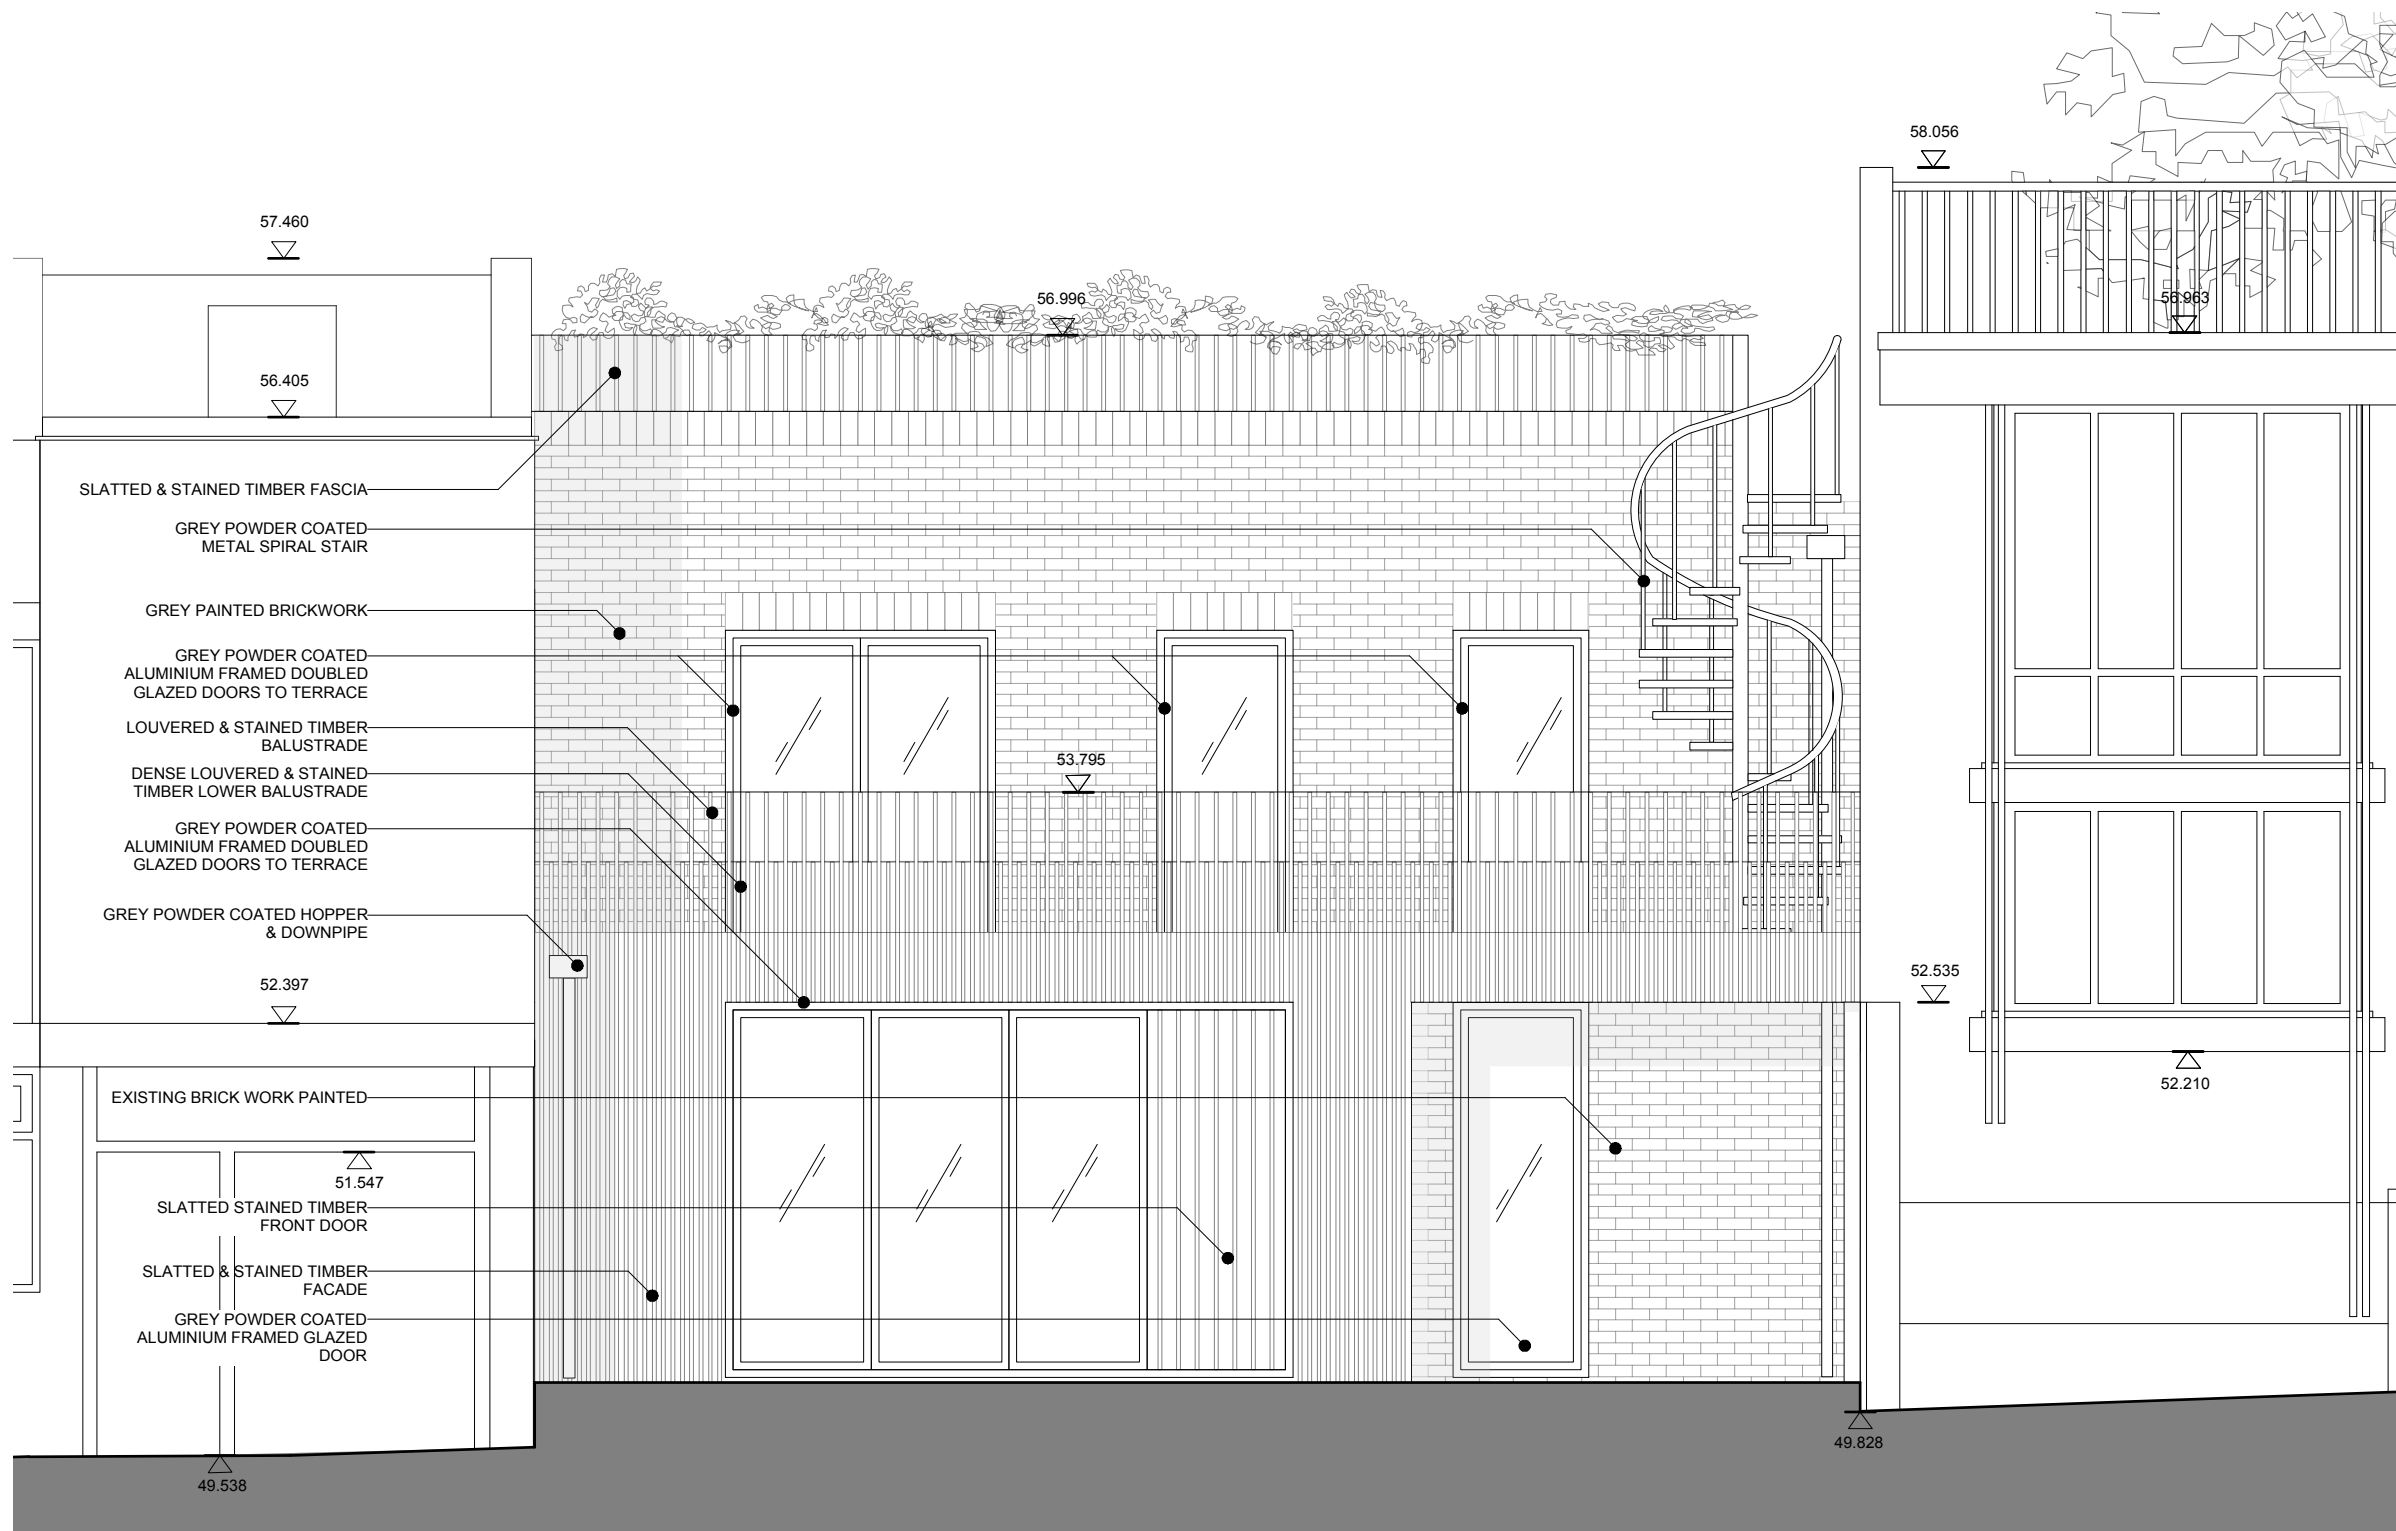 58.056
57.460
56.996
56.963
56.405
SLATTED & STAINED TIMBER FASCIA
GREY POWDER COATED
METAL SPIRAL STAIR
GREY PAINTED BRICKWORK
GREY POWDER COATED
ALUMINIUM FRAMED DOUBLED
GLAZED DOORS TO TERRACE
LOUVERED & STAINED TIMBER
BALUSTRADE
53.795
DENSE LOUVERED & STAINED
TIMBER LOWER BALUSTRADE
GREY POWDER COATED
ALUMINIUM FRAMED DOUBLED
GLAZED DOORS TO TERRACE
GREY POWDER COATED HOPPER
& DOWNPIPE
52.397
52.535
52.210
EXISTING BRICK WORK PAINTED
51.547
SLATTED STAINED TIMBER
FRONT DOOR
SLATTED & STAINED TIMBER
FACADE
GREY POWDER COATED
ALUMINIUM FRAMED GLAZED
DOOR
49.828
49.538